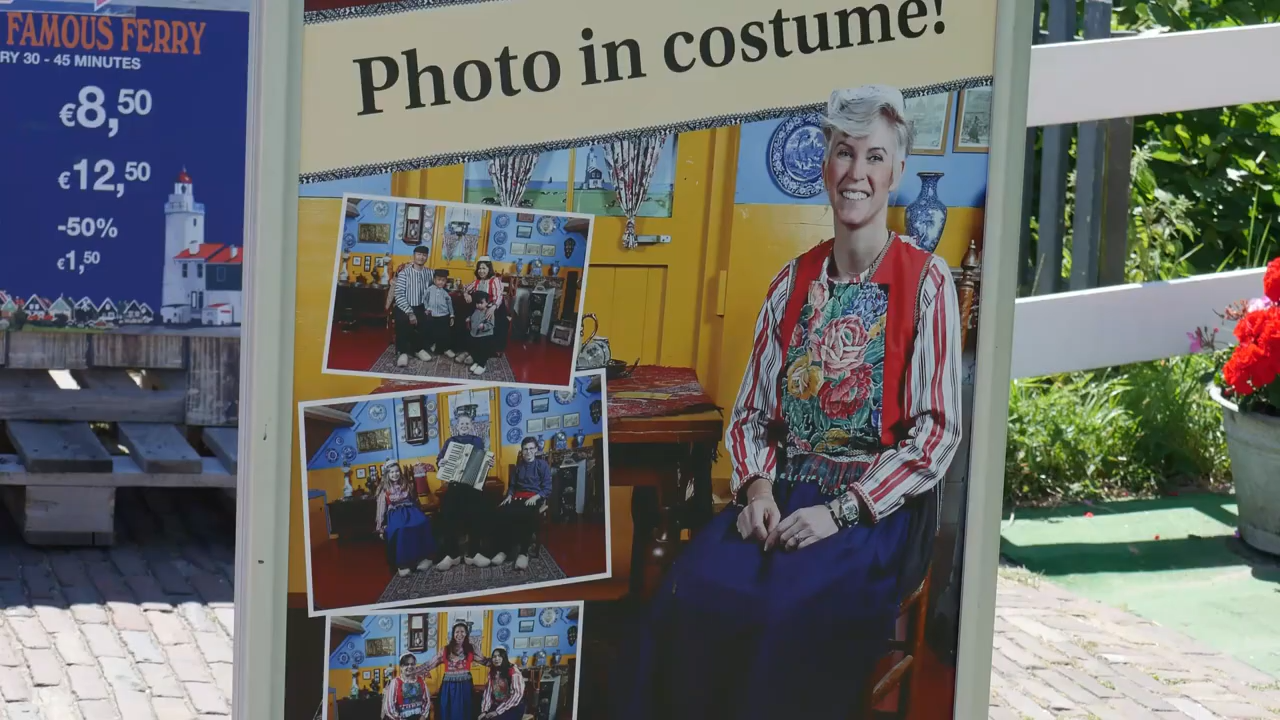 FAMOUS FERRY
RY 30 - 45 MINUTES
€8,50
€12,50
-50%
€1,50
Photo in costume!